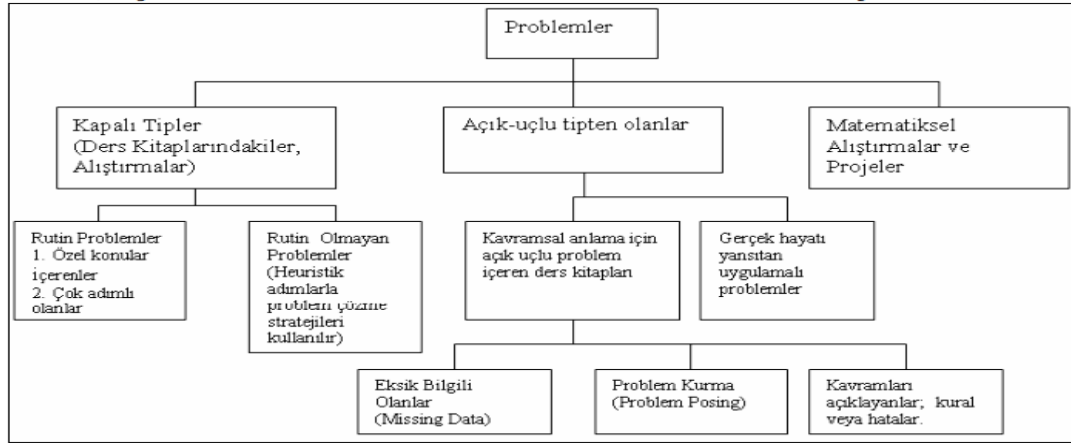 Problemler
Kapalı Tipler
(Ders Kitaplarındakiler,
Alıştırmalar)
Açık-uçlu tipten olanlar
Matematiksel
Alıştırmalar ve
Projeler
Rutin Problemler
1. Özel konular
içerenler
2. Çok adımlı
olanlar
Rutin Olmayan
Problemler
(Heuristik
adımlarla
problem çözme
stratejileri
kullanılır)
Kavramsal anlama için
açık uçlu problem
içeren ders kitapları
Gerçek hayatı
yansıtan
uygulamalı
problemler
Eksik Bilgili
Olanlar
(Missing Data)
Problem Kurma
(Problem Posing)
Kavramları
açıklayanlar; kural
veya hatalar.